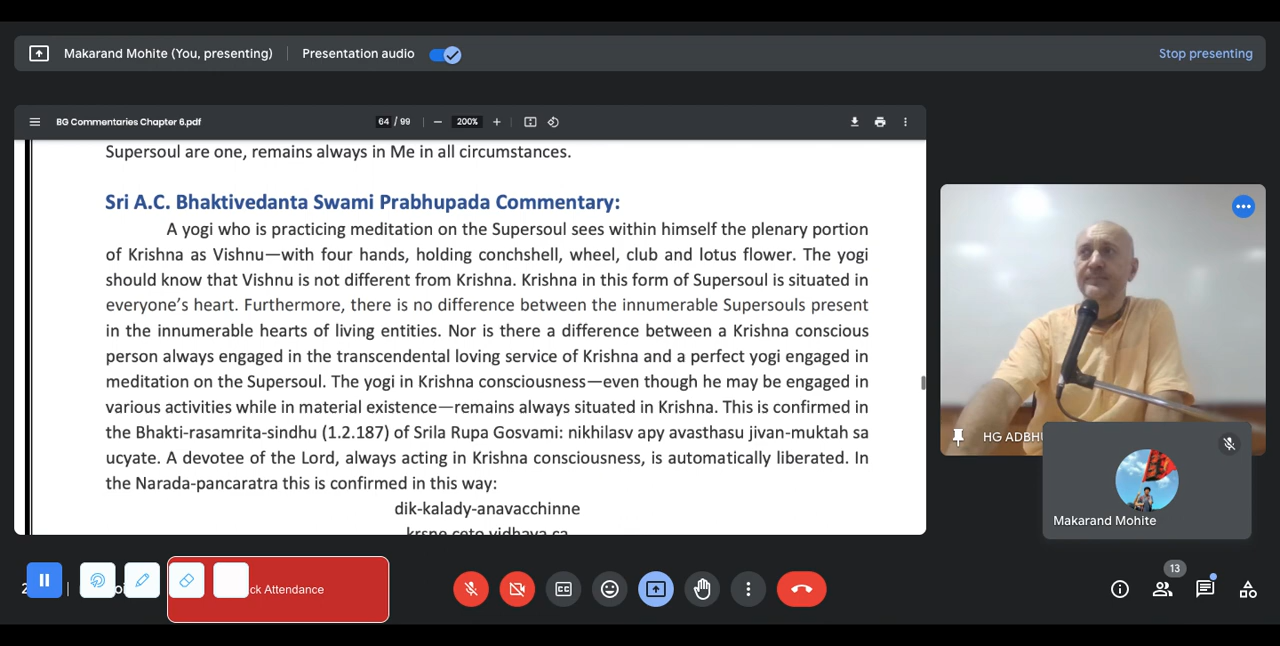 Makarand Mohite (You, presenting)
Presentation audio
Stop presenting
BG Commentaries Chapter 6.pdf
64 / 99
200%
Supersoul are one, remains always in Me in all circumstances.
Sri A.C. Bhaktivedanta Swami Prabhupada Commentary:
A yogi who is practicing meditation on the Supersoul sees within himself the plenary portion
of Krishna as Vishnu—with four hands, holding conchshell, wheel, club and lotus flower. The yogi
should know that Vishnu is not different from Krishna. Krishna in this form of Supersoul is situated in
everyone's heart. Furthermore, there is no difference between the innumerable Supersouls present
in the innumerable hearts of living entities. Nor is there a difference between a Krishna conscious
person always engaged in the transcendental loving service of Krishna and a perfect yogi engaged in
meditation on the Supersoul. The yogi in Krishna consciousness—even though he may be engaged in
various activities while in material existence—remains always situated in Krishna. This is confirmed in
the Bhakti-rasamrita-sindhu (1.2.187) of Srila Rupa Gosvami: nikhilasv apy avasthasu jivan-muktah sa
ucyate. A devotee of the Lord, always acting in Krishna consciousness, is automatically liberated. In
the Narada-pancaratra this is confirmed in this way:
dik-kalady-anavacchinne
krsne ceto vidhaya ca
HG ADBHU
Makarand Mohite
ck Attendance
13